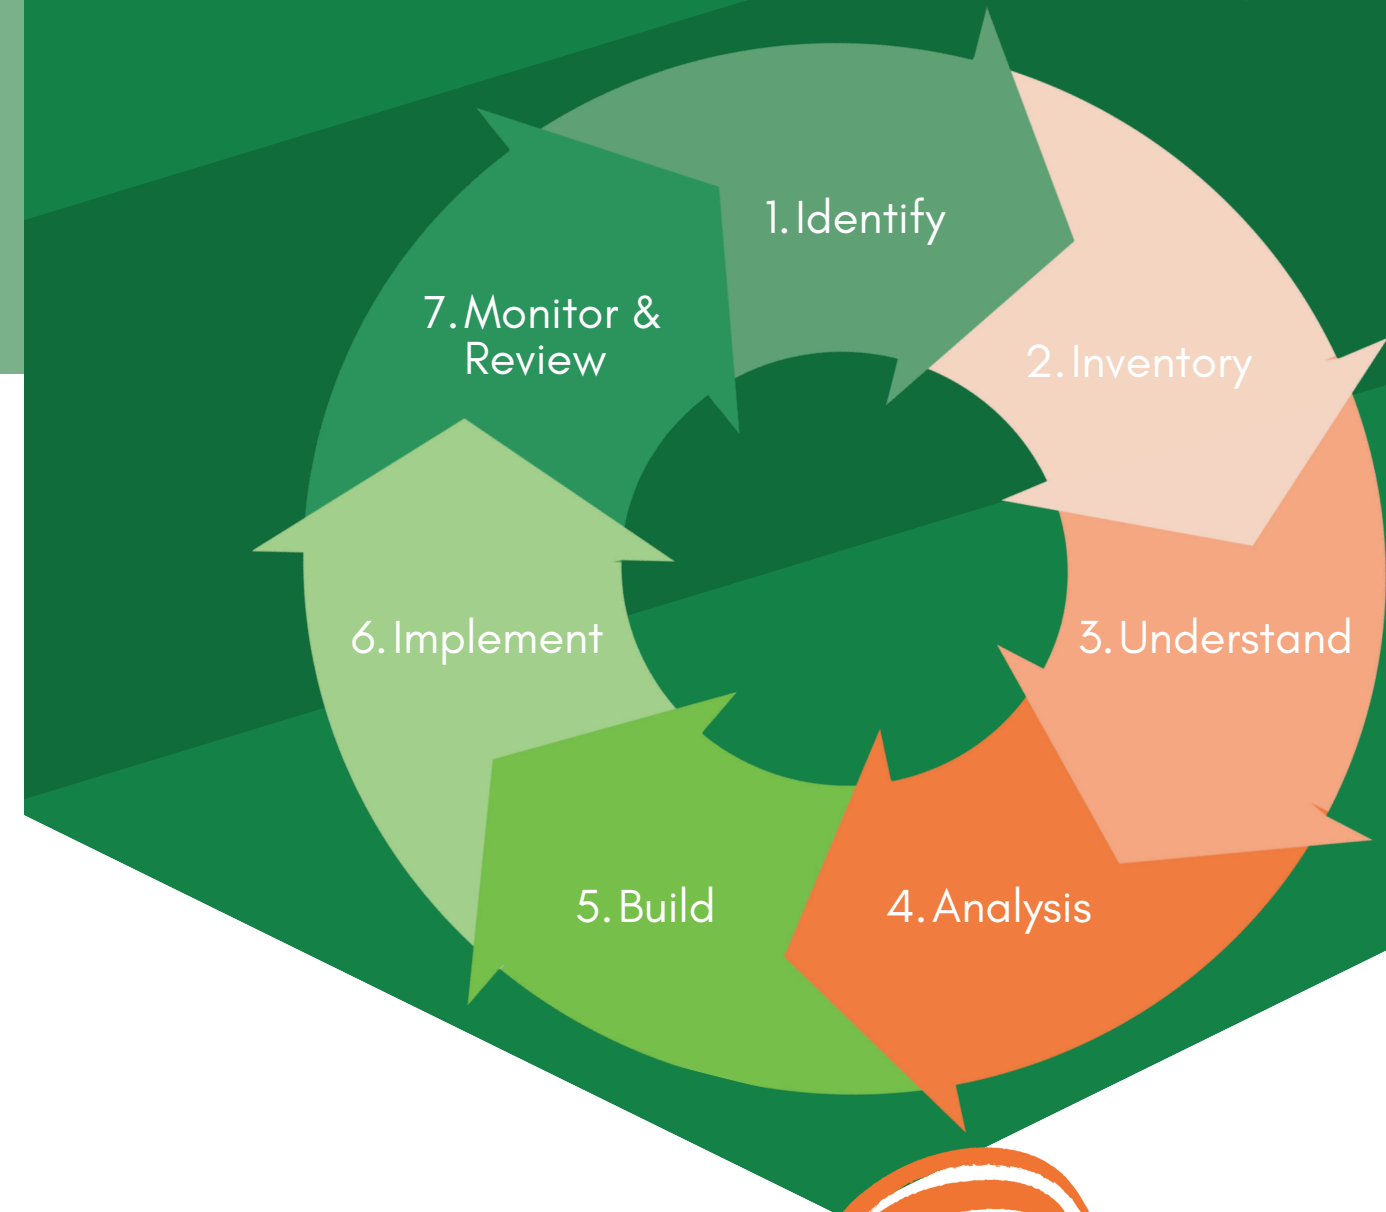 1. Identify
2. Inventory
3. Understand
4. Analysis
5. Build
6. Implement
7. Monitor &
Review